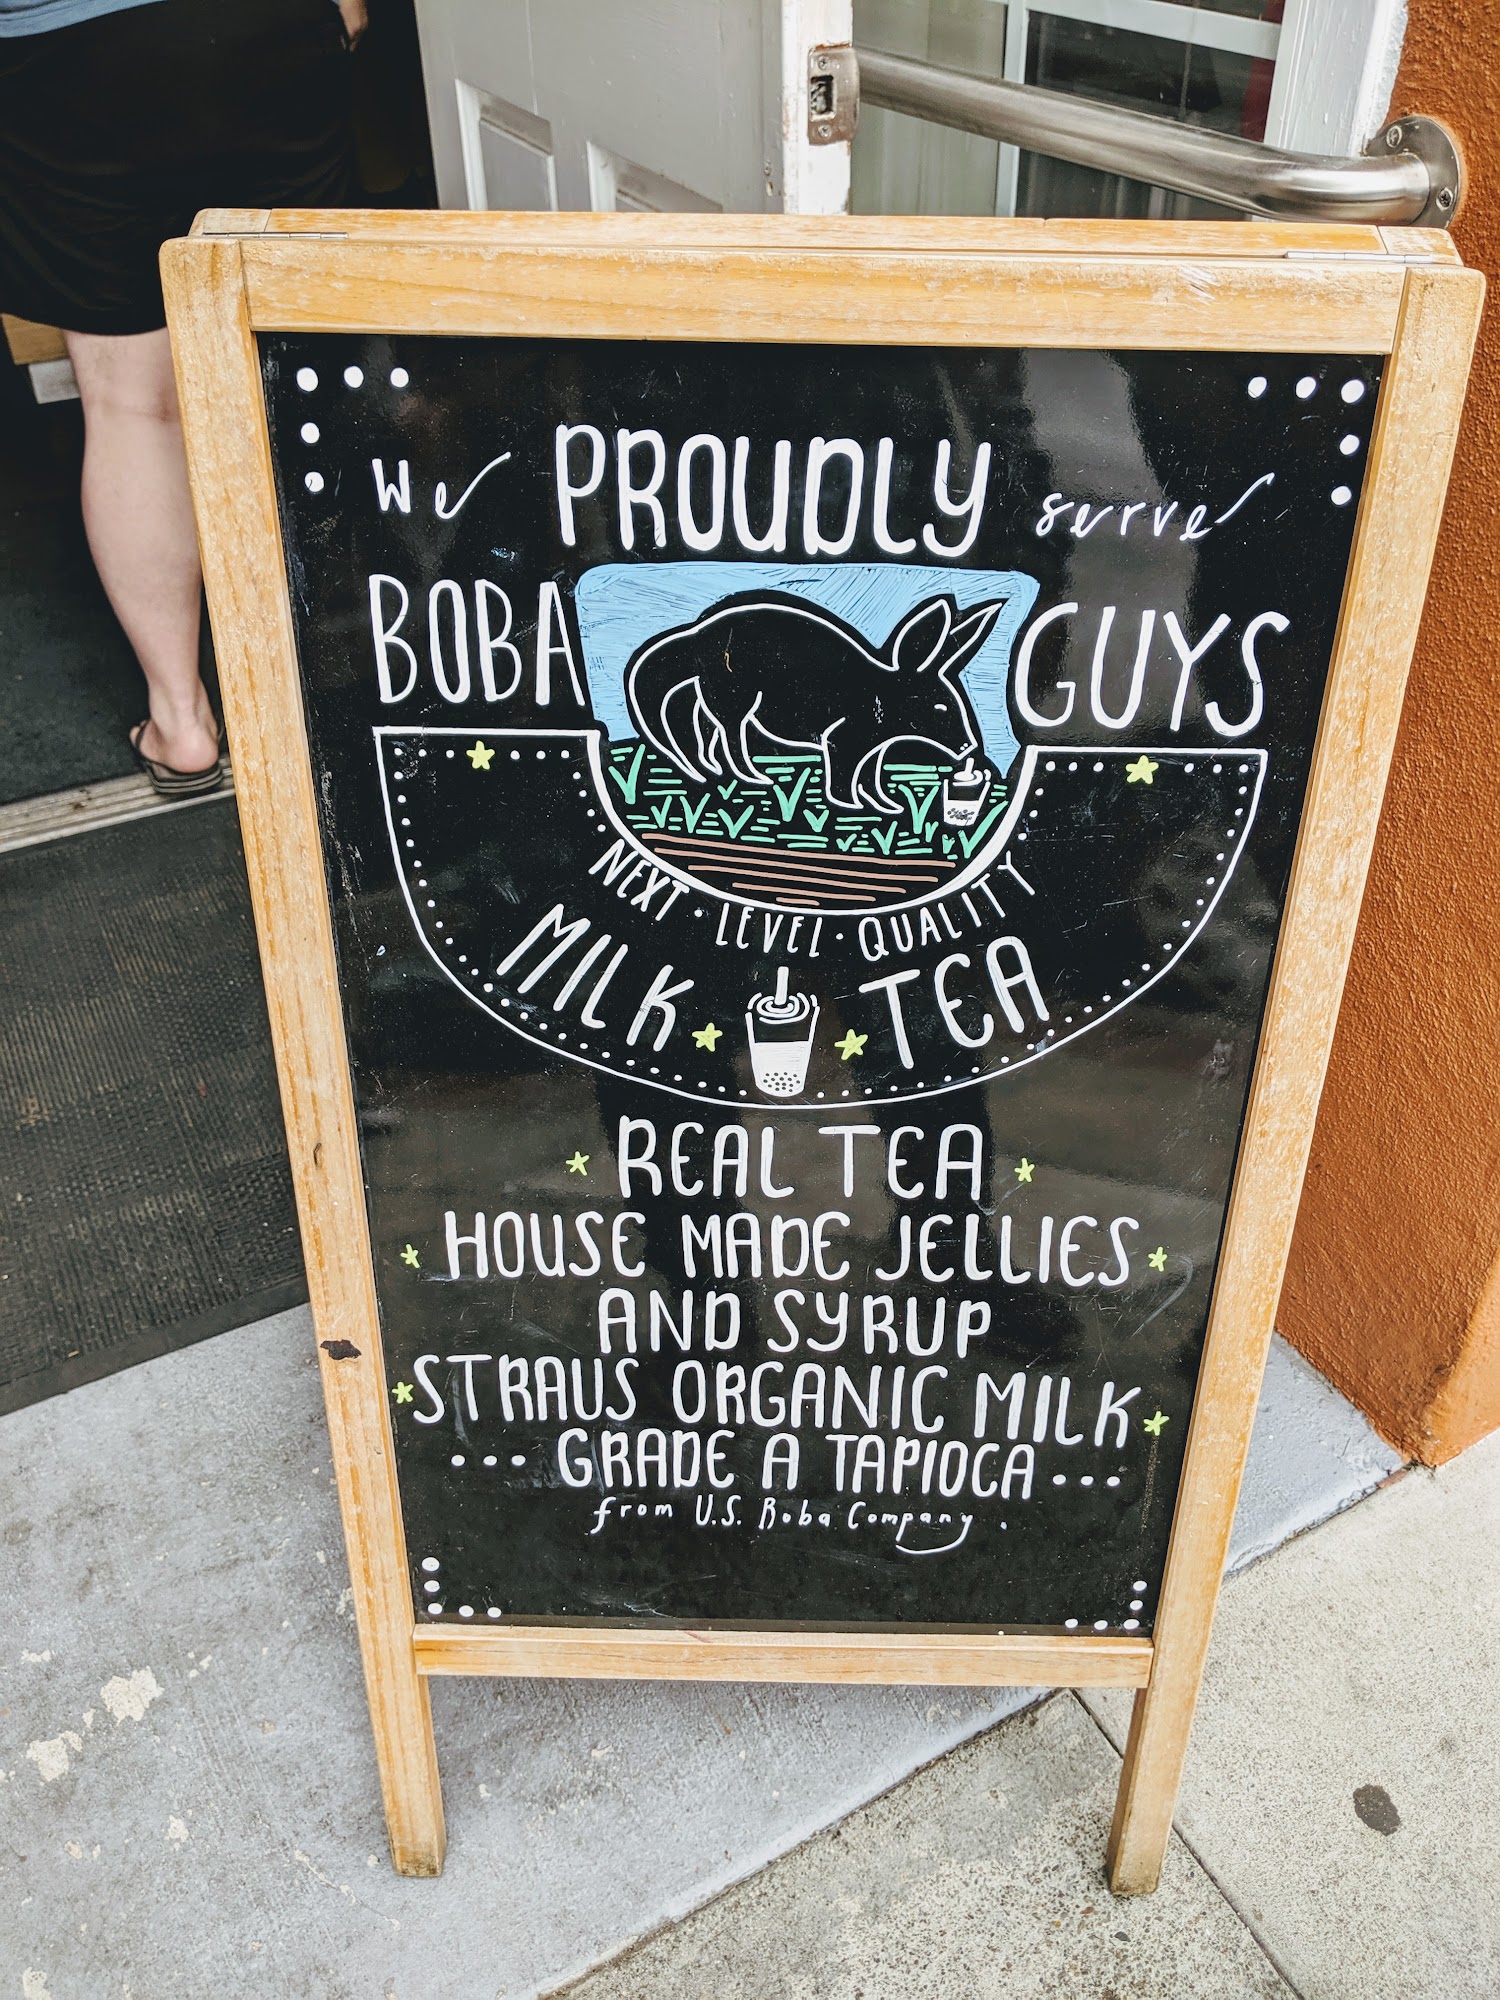 We PROUDLY serve
BOBA GUYS
NEXT · LEVEL · QUALITY
MILK TEA
REAL TEA
HOUSE MADE JELLIES
AND SYRUP
STRAUS ORGANIC MILK
... GRADE A TAPIOCA ...
from U.S. Boba Company .